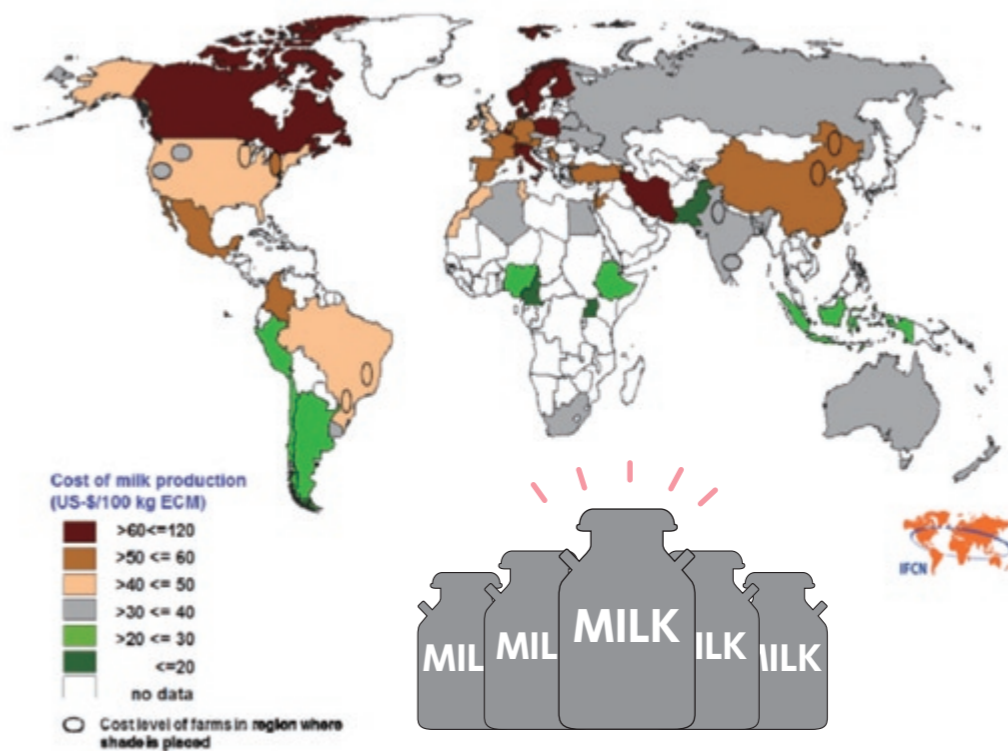 Cost of milk production
(US-$/100 kg ECM)
>60<=120
>50 <= 60
>40 <= 50
>30 <= 40
>20 <= 30
<=20
no data
Cost level of farms in region where
shade is placed
IFCN
MIL
MIL
MILK
ILK
MILK